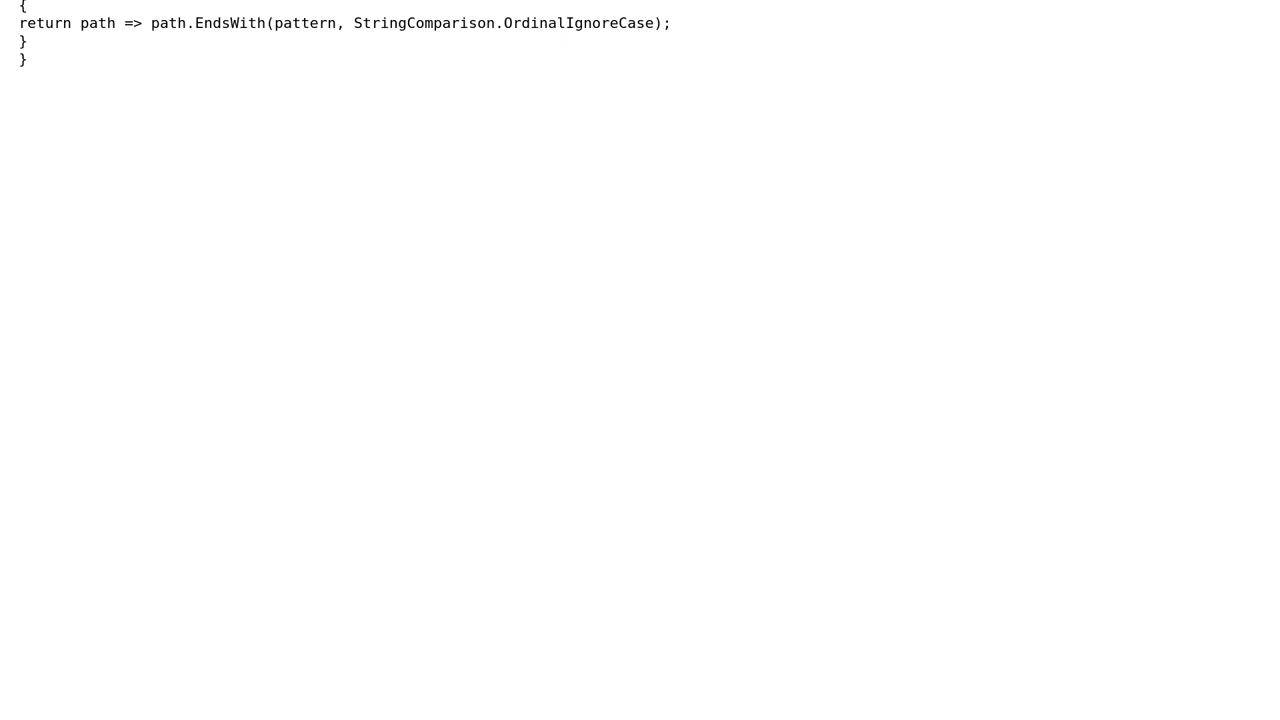 {
return path => path.EndsWith(pattern, StringComparison.OrdinalIgnoreCase);
}
}